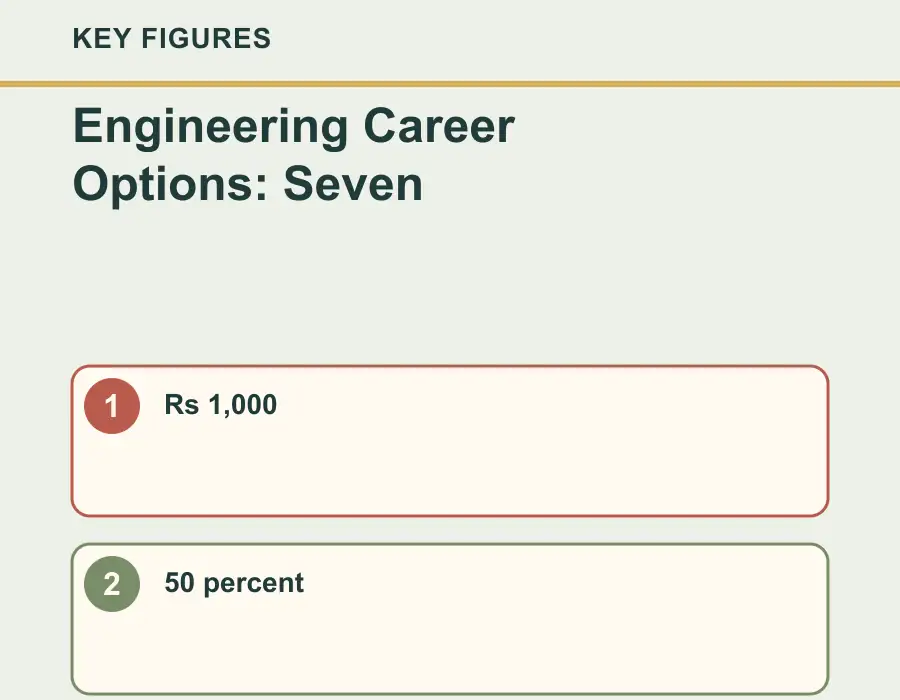 KEY FIGURES
Engineering Career
Options: Seven
1 Rs 1,000
2 50 percent